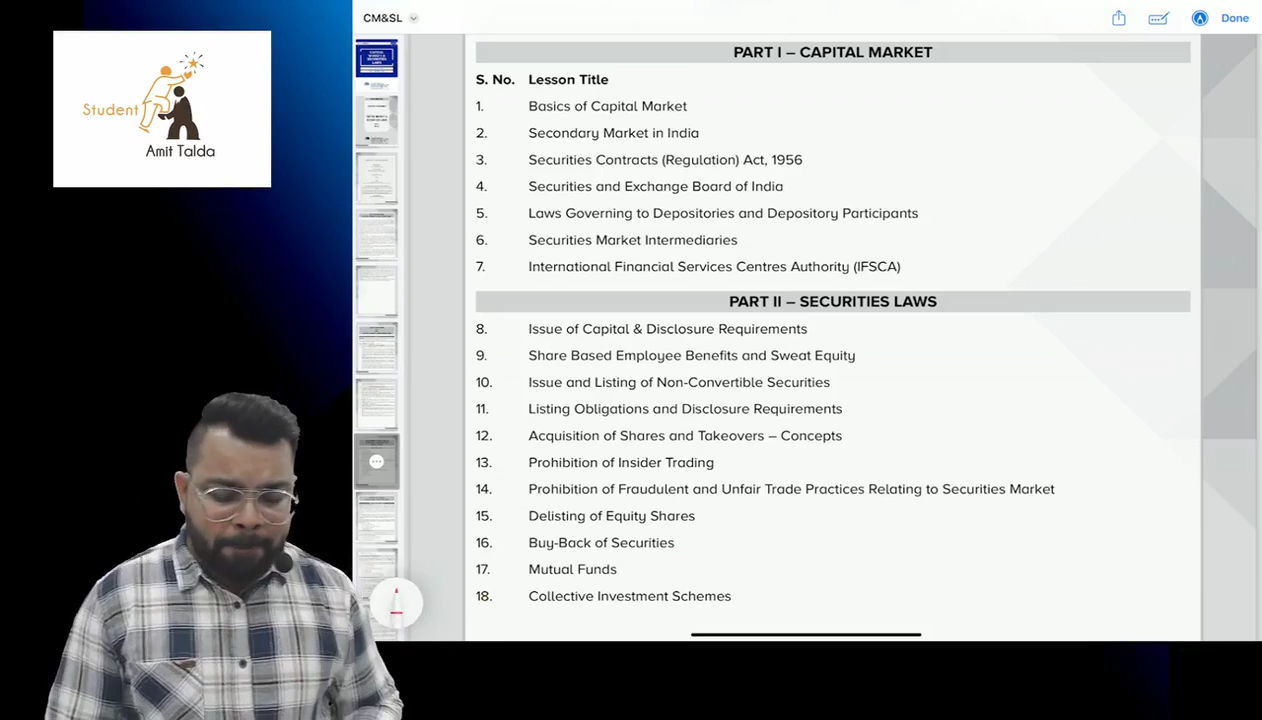 Student
Amit Talda
CM&SL
Done
PART I – CAPITAL MARKET
S. No. Lesson Title
1. Basics of Capital Market
2. Secondary Market in India
3. Securities Contracts (Regulation) Act, 1956
4. Securities and Exchange Board of India
5. Laws Governing to Depositories and Depository Participants
6. Securities Market Intermediaries
7. International Financial Services Centres Authority (IFSCA)
PART II – SECURITIES LAWS
8. Issue of Capital & Disclosure Requirements
9. Share Based Employee Benefits and Sweat Equity
10. Issue and Listing of Non-Convertible Securities
11. Listing Obligations and Disclosure Requirements
12. Acquisition of Shares and Takeovers – Concepts
13. Prohibition of Insider Trading
14. Prohibition of Fraudulent and Unfair Trade Practices Relating to Securities Market
15. Delisting of Equity Shares
16. Buy-Back of Securities
17. Mutual Funds
18. Collective Investment Schemes